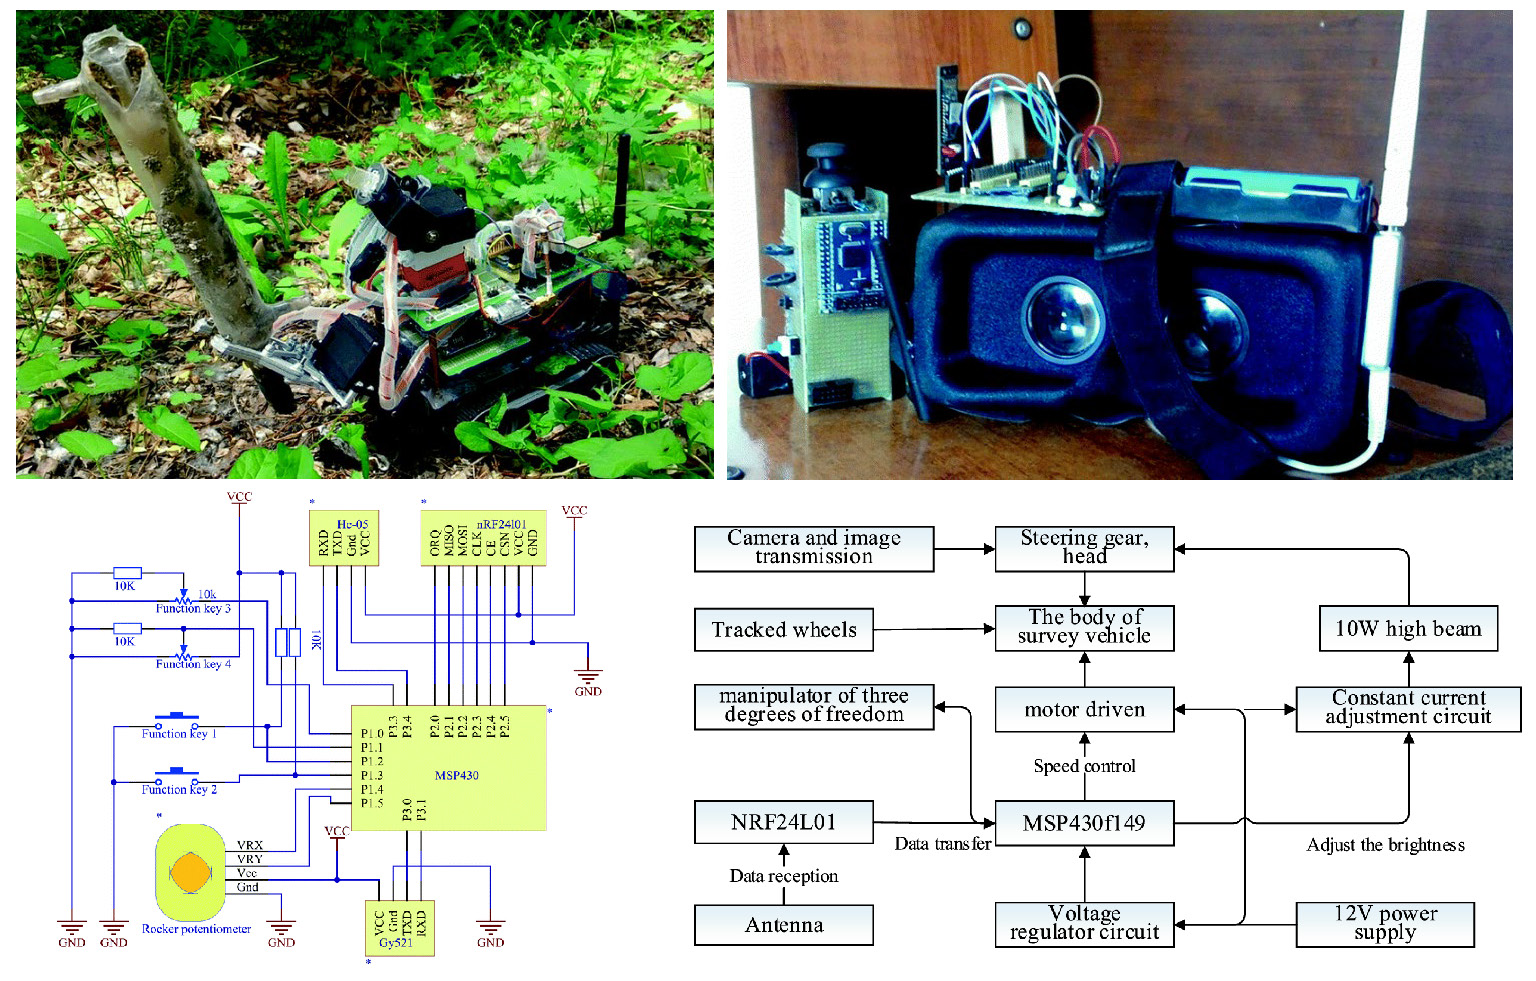 VCC
*
Hc-05
RXD
TXD
Gnd
VCC
*
nRF24l01
ORQ
MISO
MOSI
CLK
CE
CSN
VCC
GND
VCC
10K
10k
Function key 3
10K
Function key 4
10K
GND
Function key 1
Function key 2
*
P3.3
P3.4
P2.0
P2.1
P2.2
P2.3
P2.4
P2.5
P1.0
P1.1
P1.2
P1.3
P1.4
P1.5
MSP430
P3.0
P3.1
*
VRX
VRY
Vcc
Gnd
Rocker potentiometer
VCC
GND
GND
GND
GND
VCC
Gnd
TXD
RXD
Gy521
*
Camera and image
transmission
Steering gear,
head
Tracked wheels
The body of
survey vehicle
10W high beam
manipulator of three
degrees of freedom
motor driven
Constant current
adjustment circuit
Speed control
NRF24L01
Data transfer
MSP430f149
Adjust the brightness
Data reception
Antenna
Voltage
regulator circuit
12V power
supply